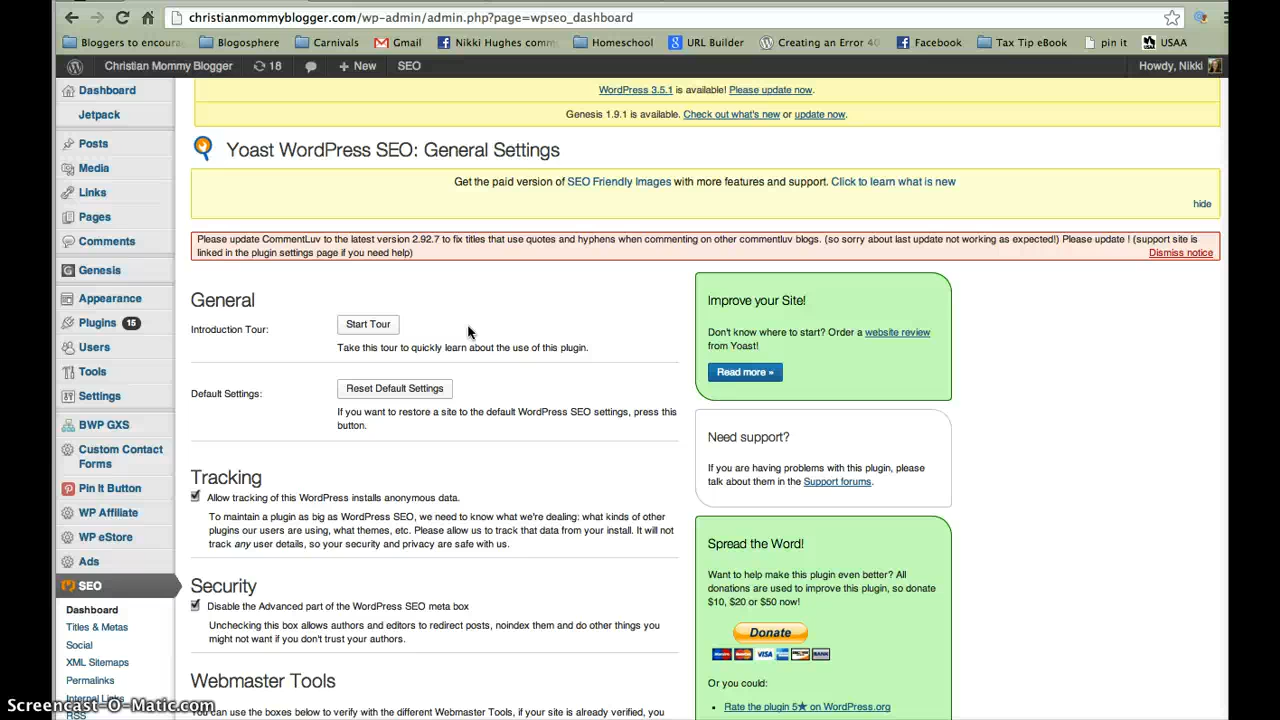 christianmommyblogger.com/wp-admin/admin.php?page=wpseo_dashboard
Bloggers to encoura
Blogosphere
Carnivals
Gmail
Nikki Hughes comm
Homeschool
URL Builder
Creating an Error 40
Facebook
Tax Tip eBook
pin it
USAA
Christian Mommy Blogger
18
+ New
SEO
Howdy, Nikki
Dashboard
Jetpack
Posts
Media
Links
Pages
Comments
Genesis
Appearance
Plugins 15
Users
Tools
Settings
BWP GXS
Custom Contact
Forms
Pin It Button
WP Affiliate
WP eStore
Ads
SEO
Dashboard
Titles & Metas
Social
XML Sitemaps
Permalinks
Internal Links
RSS
WordPress 3.5.1 is available! Please update now.
Genesis 1.9.1 is available. Check out what's new or update now.
Yoast WordPress SEO: General Settings
Get the paid version of SEO Friendly Images with more features and support. Click to learn what is new
hide
Please update CommentLuv to the latest version 2.92.7 to fix titles that use quotes and hyphens when commenting on other commentluv blogs. (so sorry about last update not working as expected!) Please update ! (support site is
linked in the plugin settings page if you need help)
Dismiss notice
General
Introduction Tour:
Start Tour
Take this tour to quickly learn about the use of this plugin.
Default Settings:
Reset Default Settings
If you want to restore a site to the default WordPress SEO settings, press this
button.
Tracking
Allow tracking of this WordPress installs anonymous data.
To maintain a plugin as big as WordPress SEO, we need to know what we're dealing: what kinds of other
plugins our users are using, what themes, etc. Please allow us to track that data from your install. It will not
track any user details, so your security and privacy are safe with us.
Security
Disable the Advanced part of the WordPress SEO meta box
Unchecking this box allows authors and editors to redirect posts, noindex them and do other things you
might not want if you don't trust your authors.
Webmaster Tools
You can use the boxes below to verify with the different Webmaster Tools, if your site is already verified, you
Improve your Site!
Don't know where to start? Order a website review
from Yoast!
Read more »
Need support?
If you are having problems with this plugin, please
talk about them in the Support forums.
Spread the Word!
Want to help make this plugin even better? All
donations are used to improve this plugin, so donate
$10, $20 or $50 now!
Donate
VISA
Or you could:
Rate the plugin 5★ on WordPress.org
Screencast-O-Matic.com